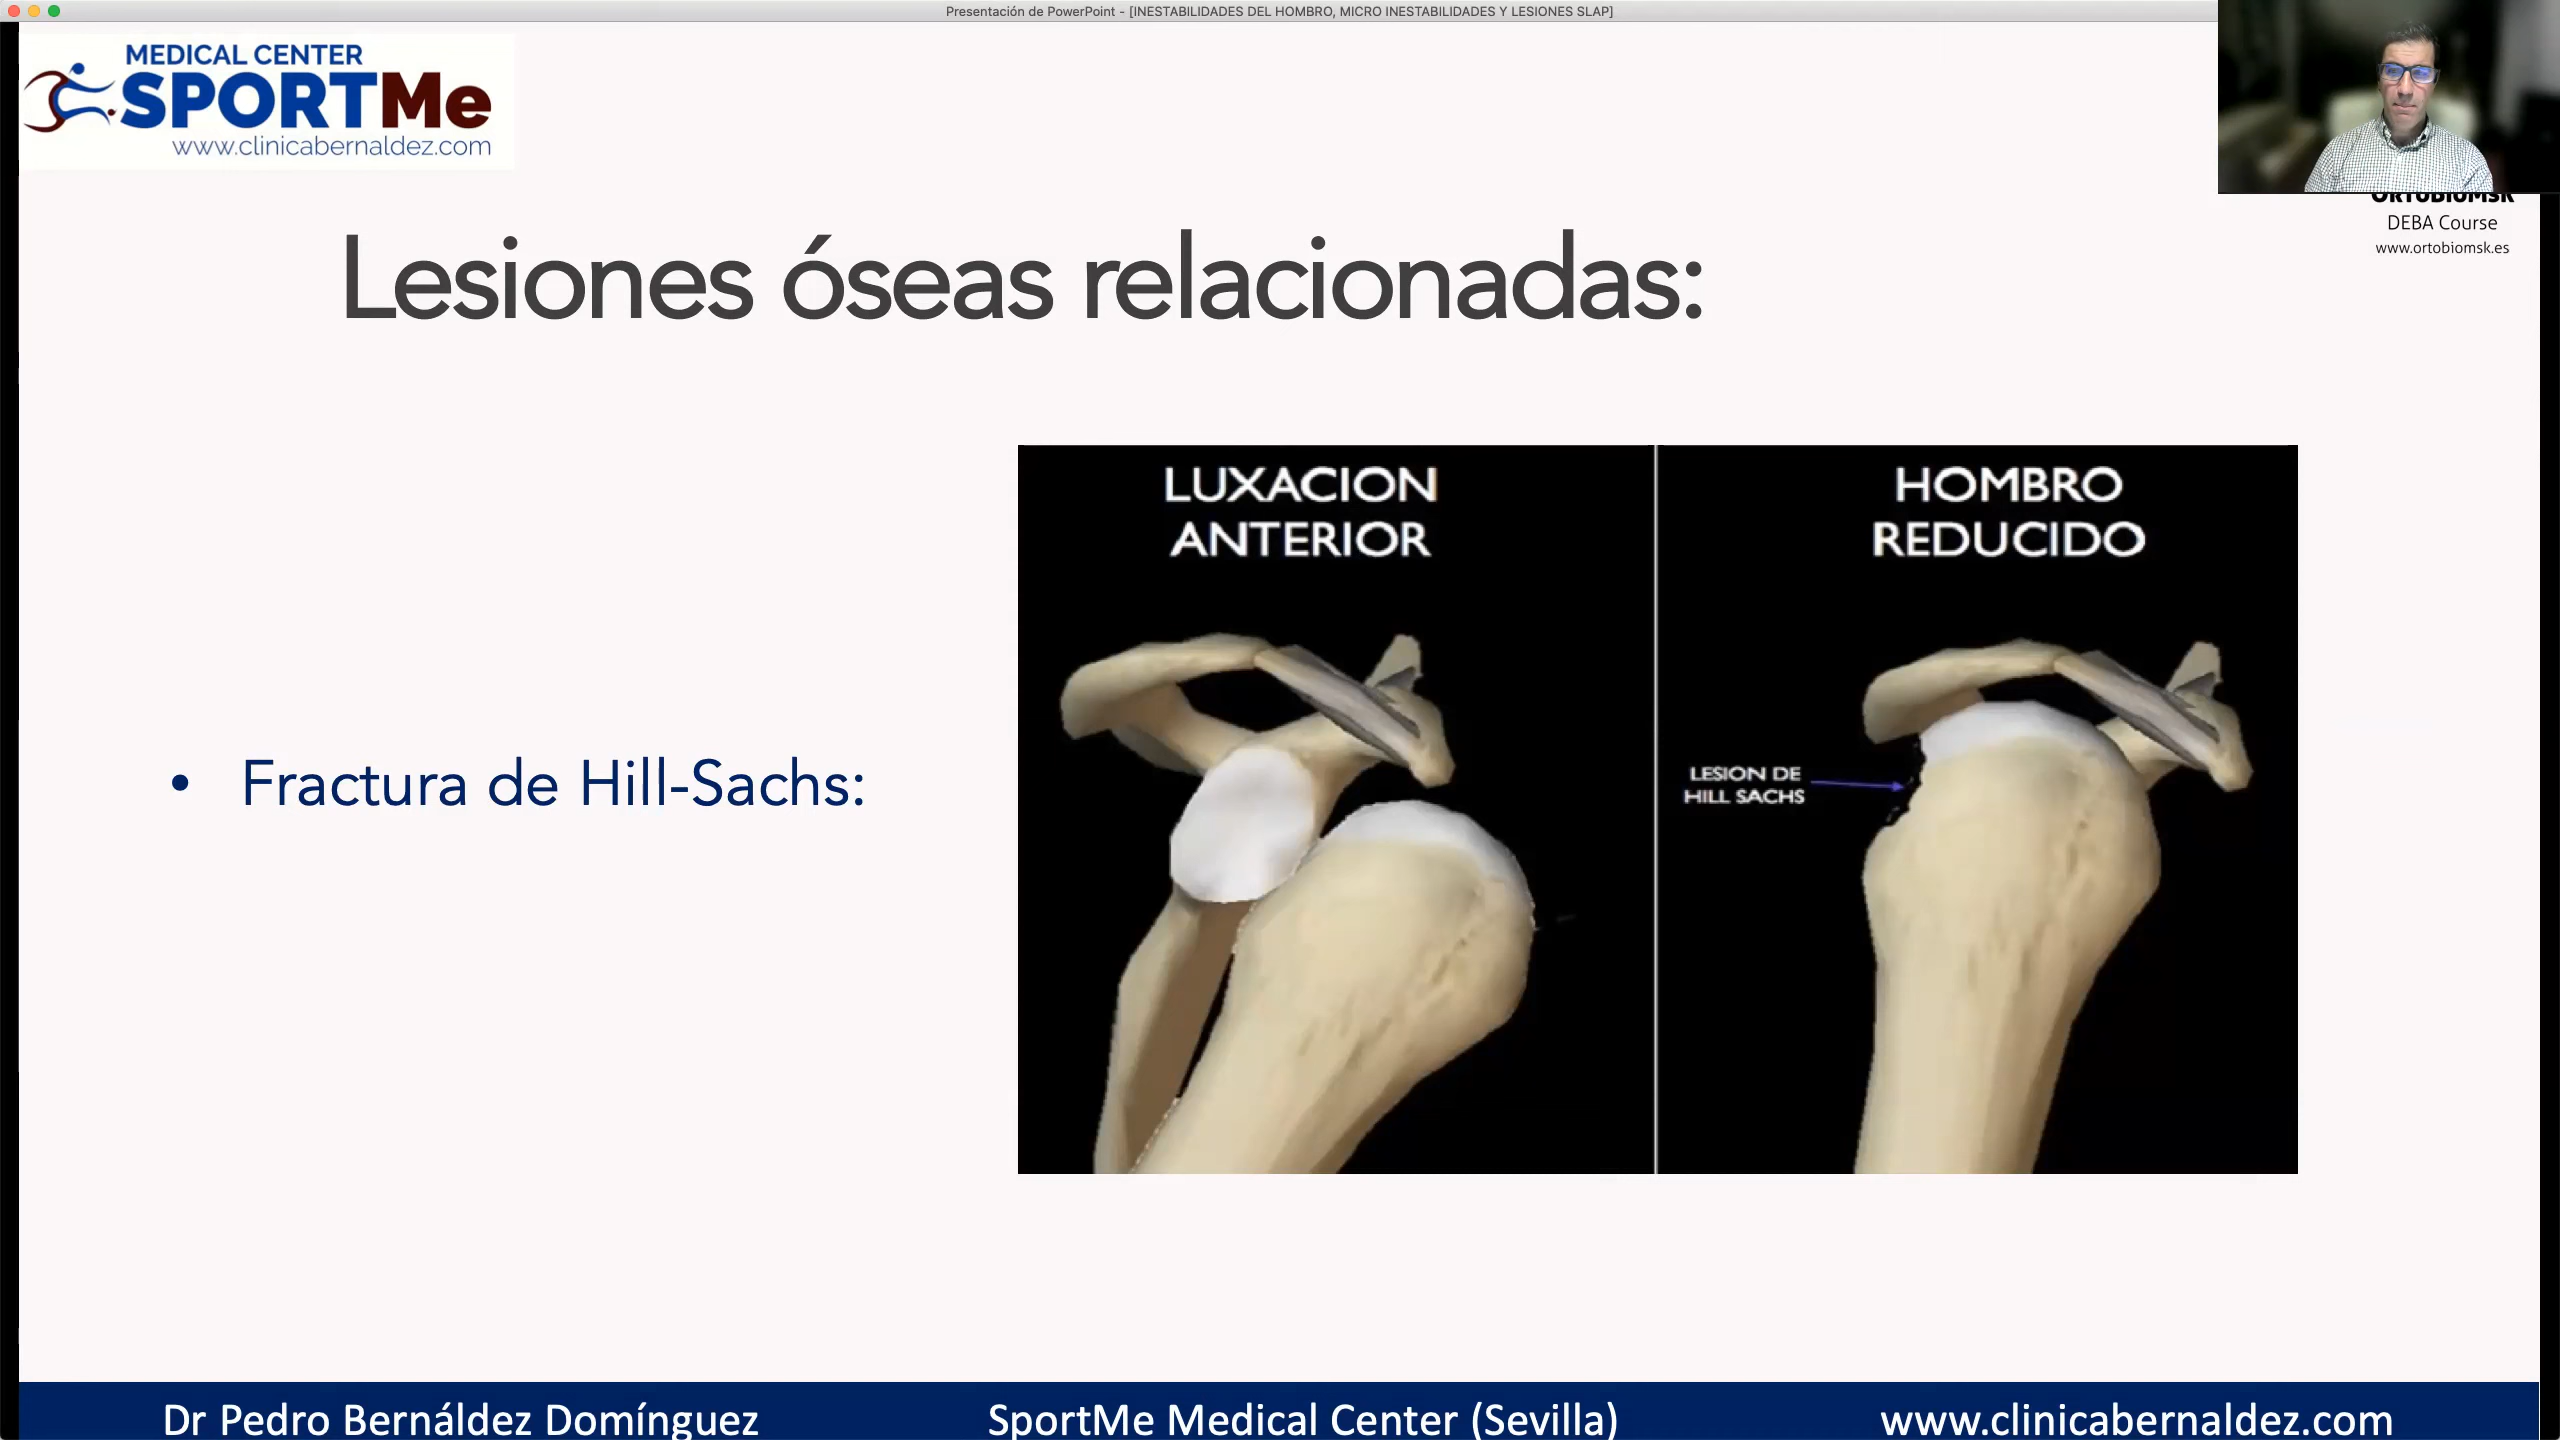 Presentación de PowerPoint - [INESTABILIDADES DEL HOMBRO, MICRO INESTABILIDADES Y LESIONES SLAP]
MEDICAL CENTER
SPORTMe
www.clinicabernaldez.com
ORTOBIOMSK
DEBA Course
www.ortobiomsk.es
Lesiones óseas relacionadas:
• Fractura de Hill-Sachs:
LUXACION
ANTERIOR
HOMBRO
REDUCIDO
LESION DE
HILL SACHS
Dr Pedro Bernáldez Domínguez
SportMe Medical Center (Sevilla)
www.clinicabernaldez.com